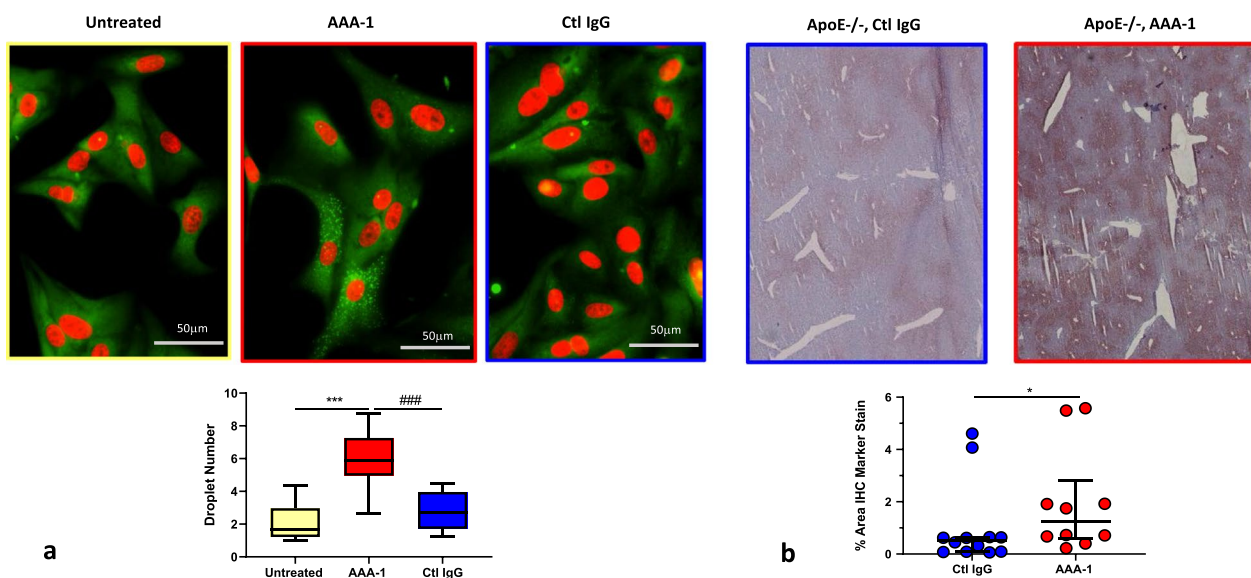 Untreated
AAA-1
Ctl IgG
ApoE-/-, Ctl IgG
ApoE-/-, AAA-1
50μm
50μm
50μm
Droplet Number
10
8
6
4
2
0
***
###
Untreated
AAA-1
Ctl IgG
a
% Area IHC Marker Stain
6
4
2
0
*
Ctl IgG
AAA-1
b